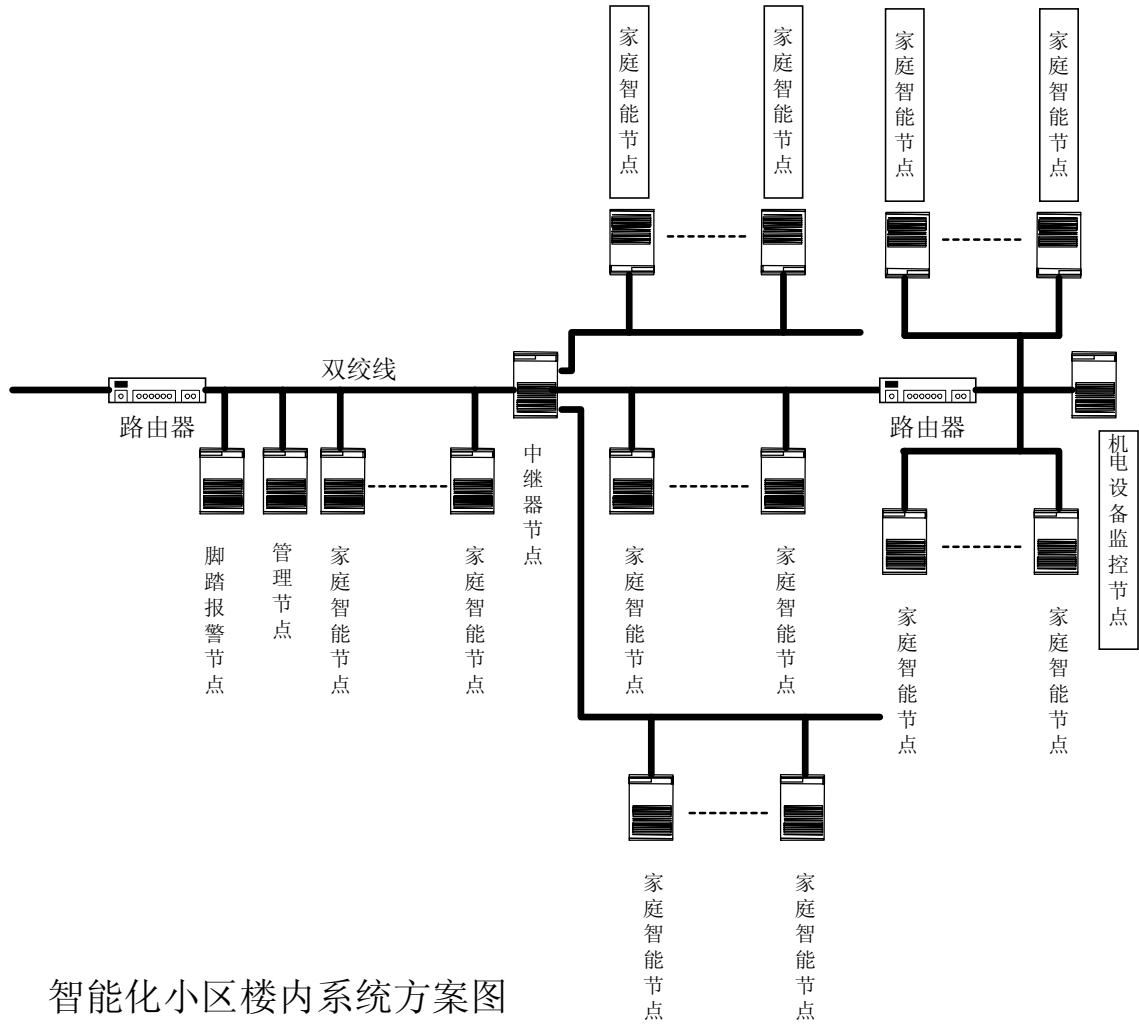 家庭智能节点
家庭智能节点
家庭智能节点
家庭智能节点
双绞线
路由器
路由器
中继器节点
机电设备监控节点
脚踏报警节点
管理节点
家庭智能节点
家庭智能节点
家庭智能节点
家庭智能节点
家庭智能节点
家庭智能节点
家庭智能节点
家庭智能节点
智能化小区楼内系统方案图